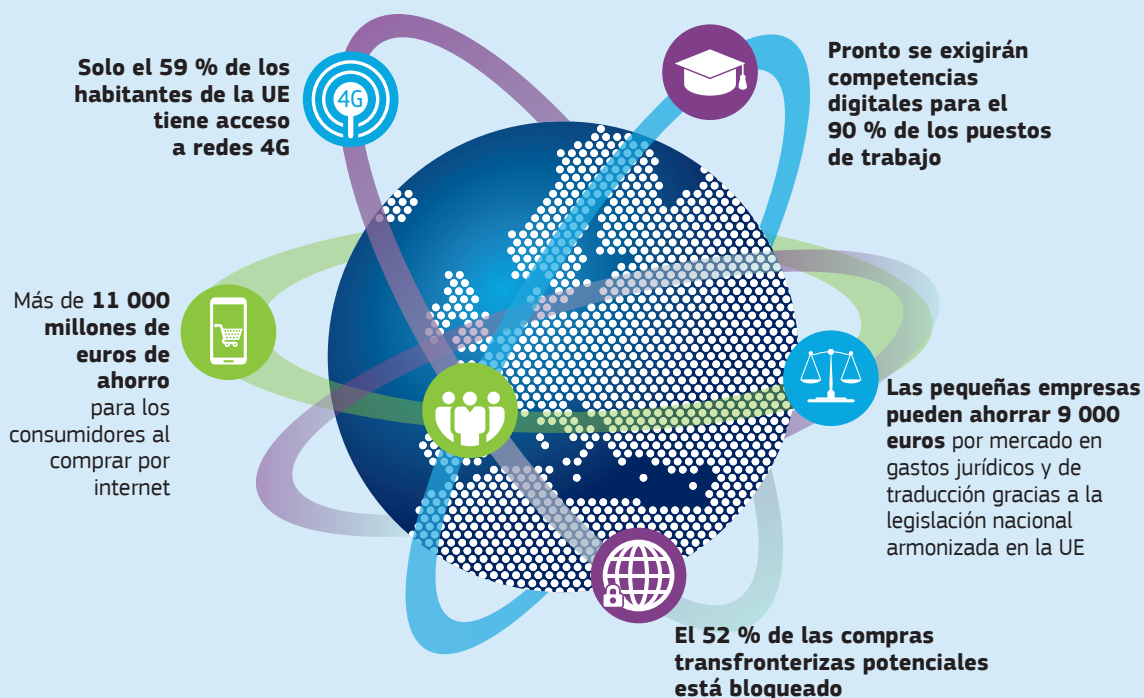 Solo el 59 % de los
habitantes de la UE
tiene acceso
a redes 4G
4G
Pronto se exigirán
competencias
digitales para el
90 % de los puestos
de trabajo
Más de 11 000
millones de
euros de
ahorro
para los
consumidores al
comprar por
internet
Las pequeñas empresas
pueden ahorrar 9 000
euros por mercado en
gastos jurídicos y de
traducción gracias a la
legislación nacional
armonizada en la UE
El 52 % de las compras
transfronterizas potenciales
está bloqueado